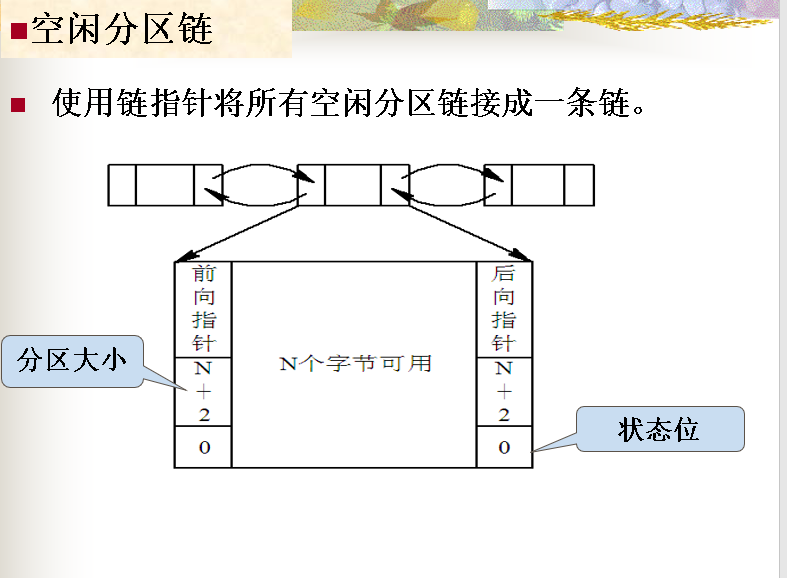 空闲分区链
使用链指针将所有空闲分区链接成一条链。
前向指针
后向指针
分区大小
N+2
N个字节可用
N+2
0
0
状态位